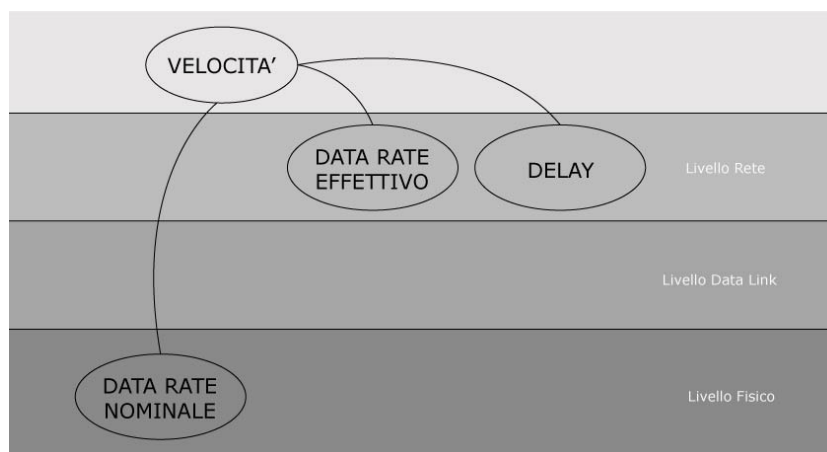 VELOCITA'
DATA RATE
EFFETTIVO
DELAY
Livello Rete
Livello Data Link
DATA RATE
NOMINALE
Livello Fisico